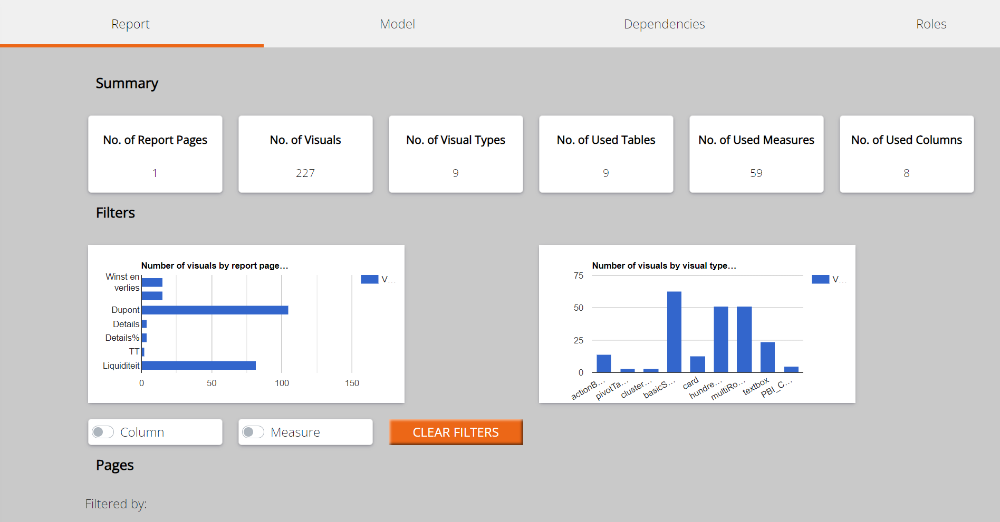 Report
Model
Dependencies
Roles
Summary
No. of Report Pages
1
No. of Visuals
227
No. of Visual Types
9
No. of Used Tables
9
No. of Used Measures
59
No. of Used Columns
8
Filters
Number of visuals by report page...
Winst en
verlies
Dupont
Details
Details%
TT
Liquiditeit
0
50
100
150
V...
Number of visuals by visual type...
75
50
25
0
actionB...
pivotTa...
cluster...
basicS...
card
hundre...
multiRo...
textbox
PBI_C...
V...
Column
Measure
CLEAR FILTERS
Pages
Filtered by: